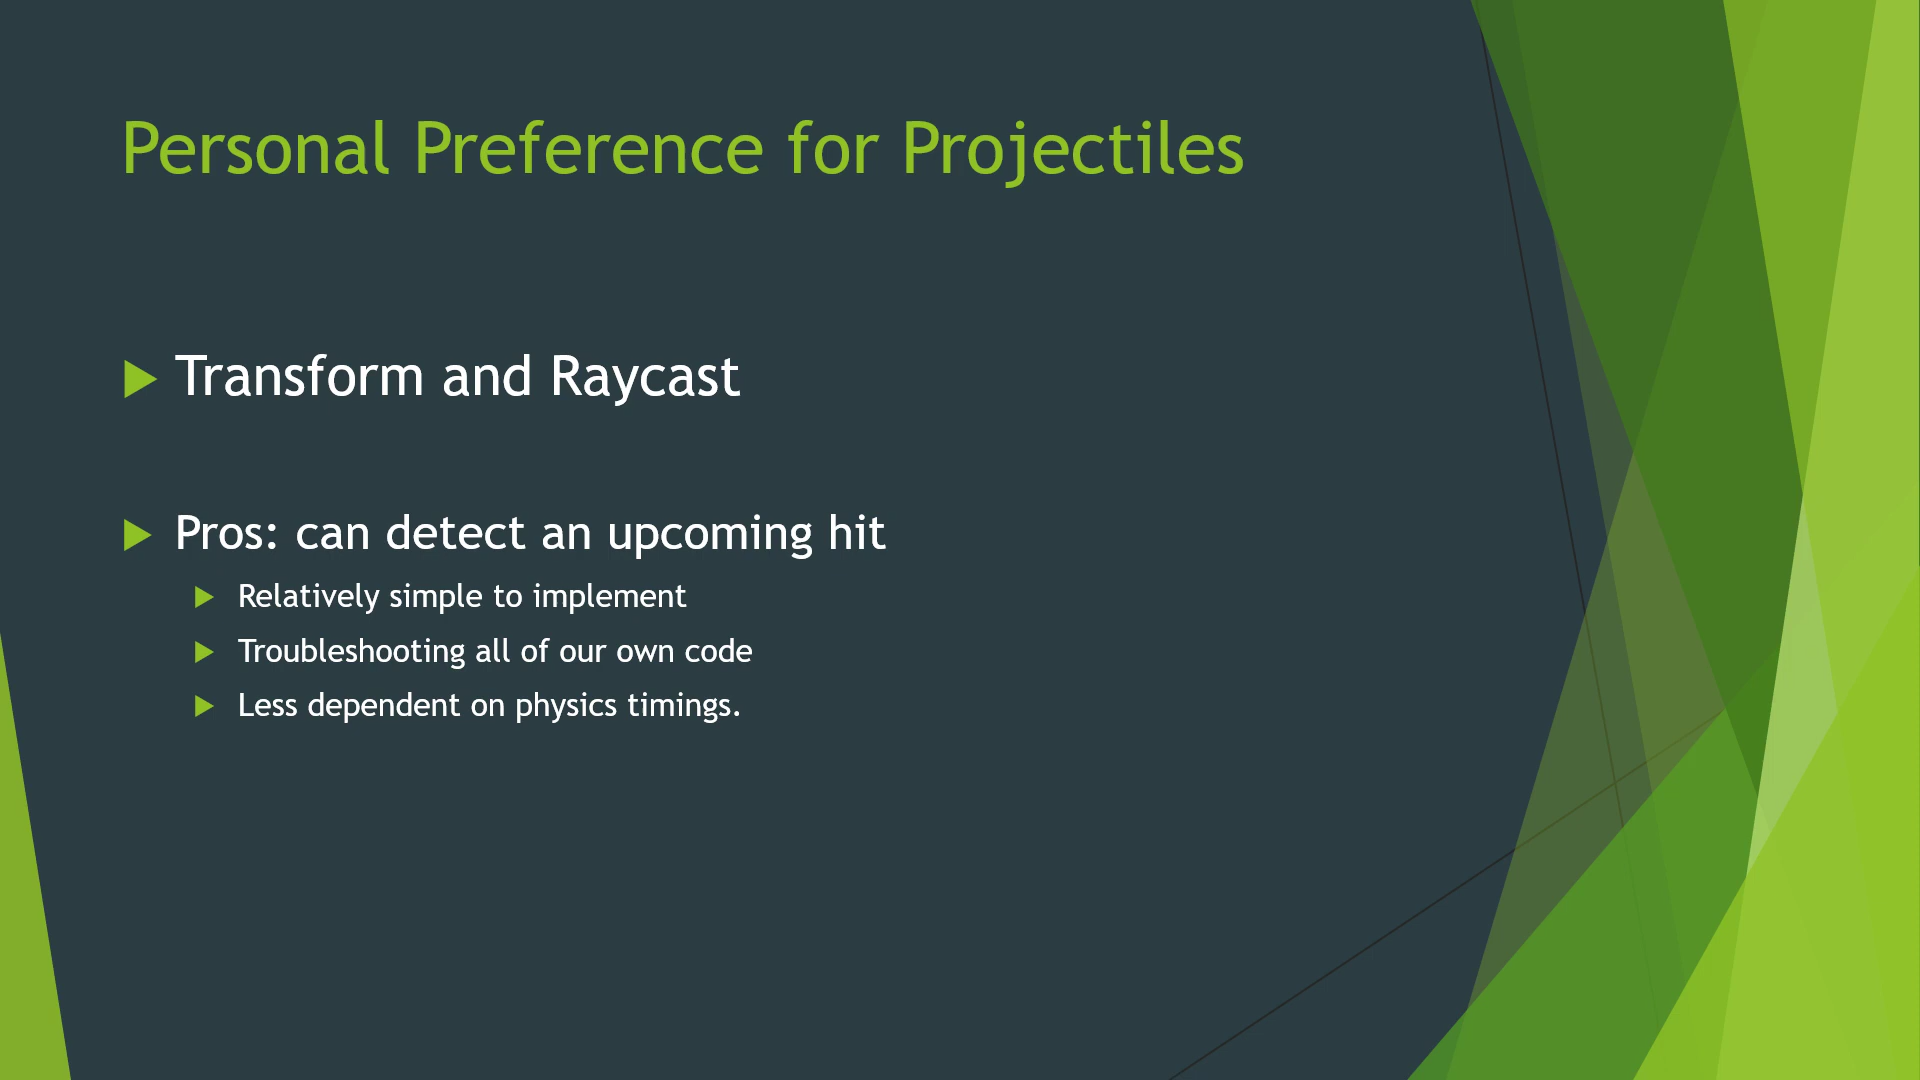 Personal Preference for Projectiles
Transform and Raycast
Pros: can detect an upcoming hit
Relatively simple to implement
Troubleshooting all of our own code
Less dependent on physics timings.